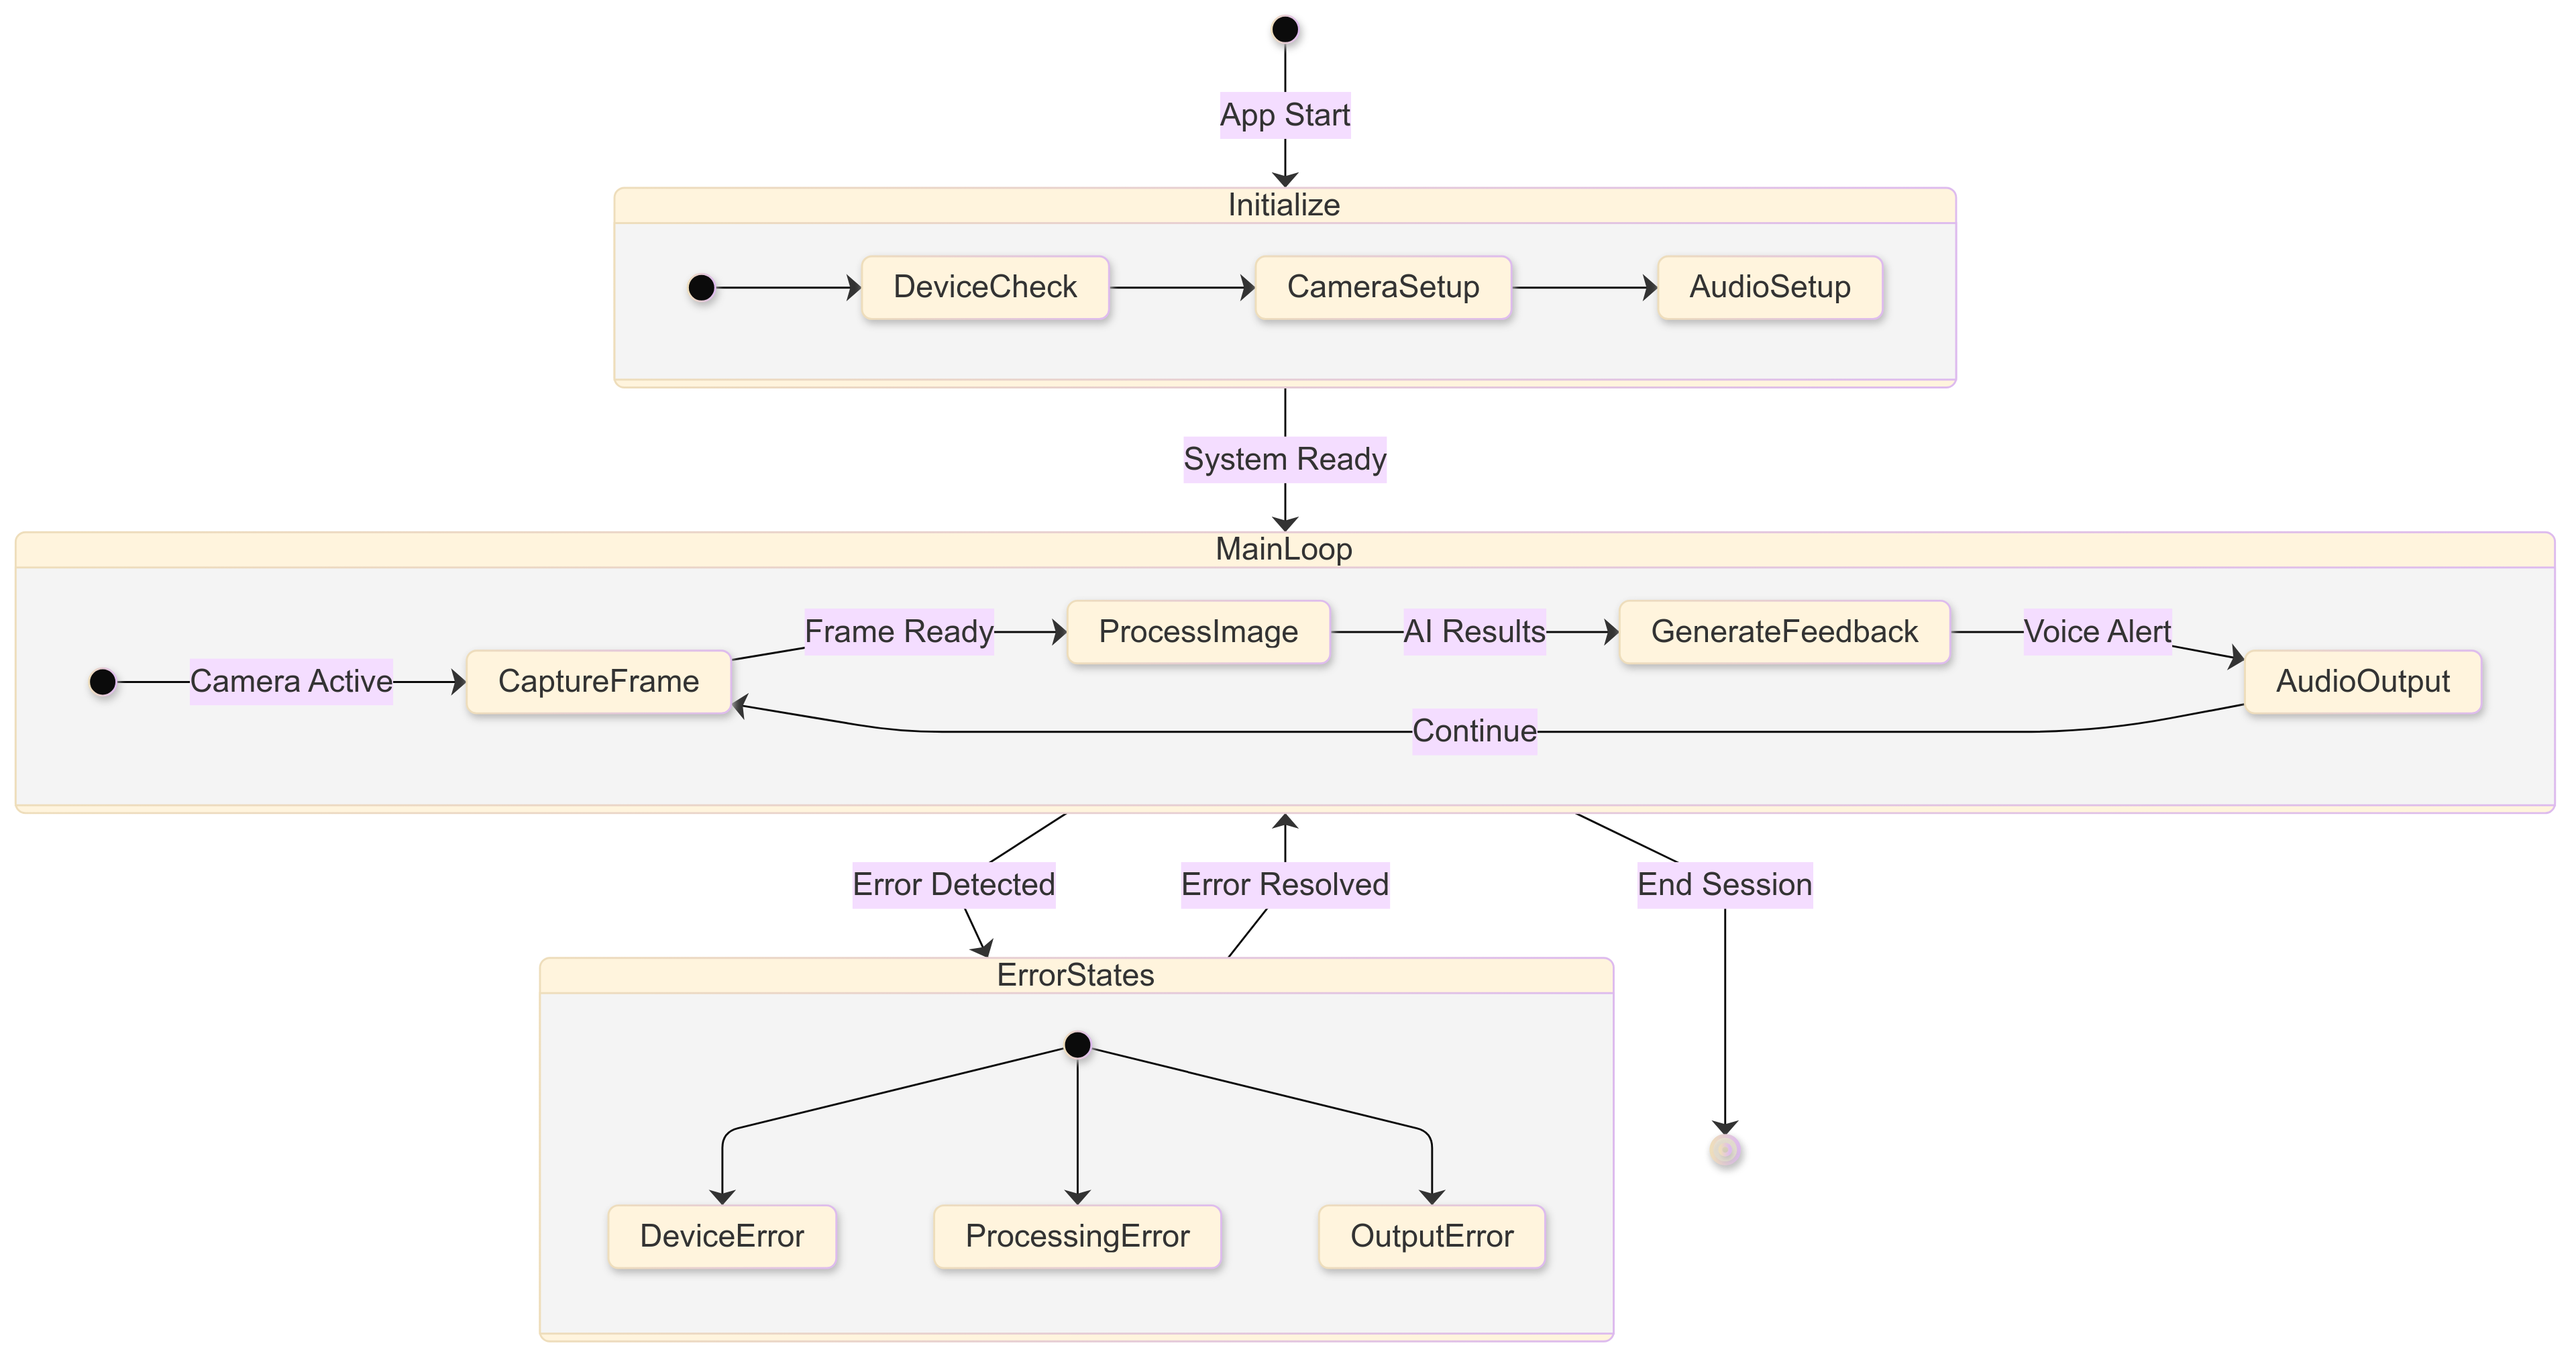 App Start
Initialize
DeviceCheck
CameraSetup
AudioSetup
System Ready
MainLoop
Camera Active
CaptureFrame
Frame Ready
ProcessImage
AI Results
GenerateFeedback
Voice Alert
AudioOutput
Continue
Error Detected
Error Resolved
End Session
ErrorStates
DeviceError
ProcessingError
OutputError